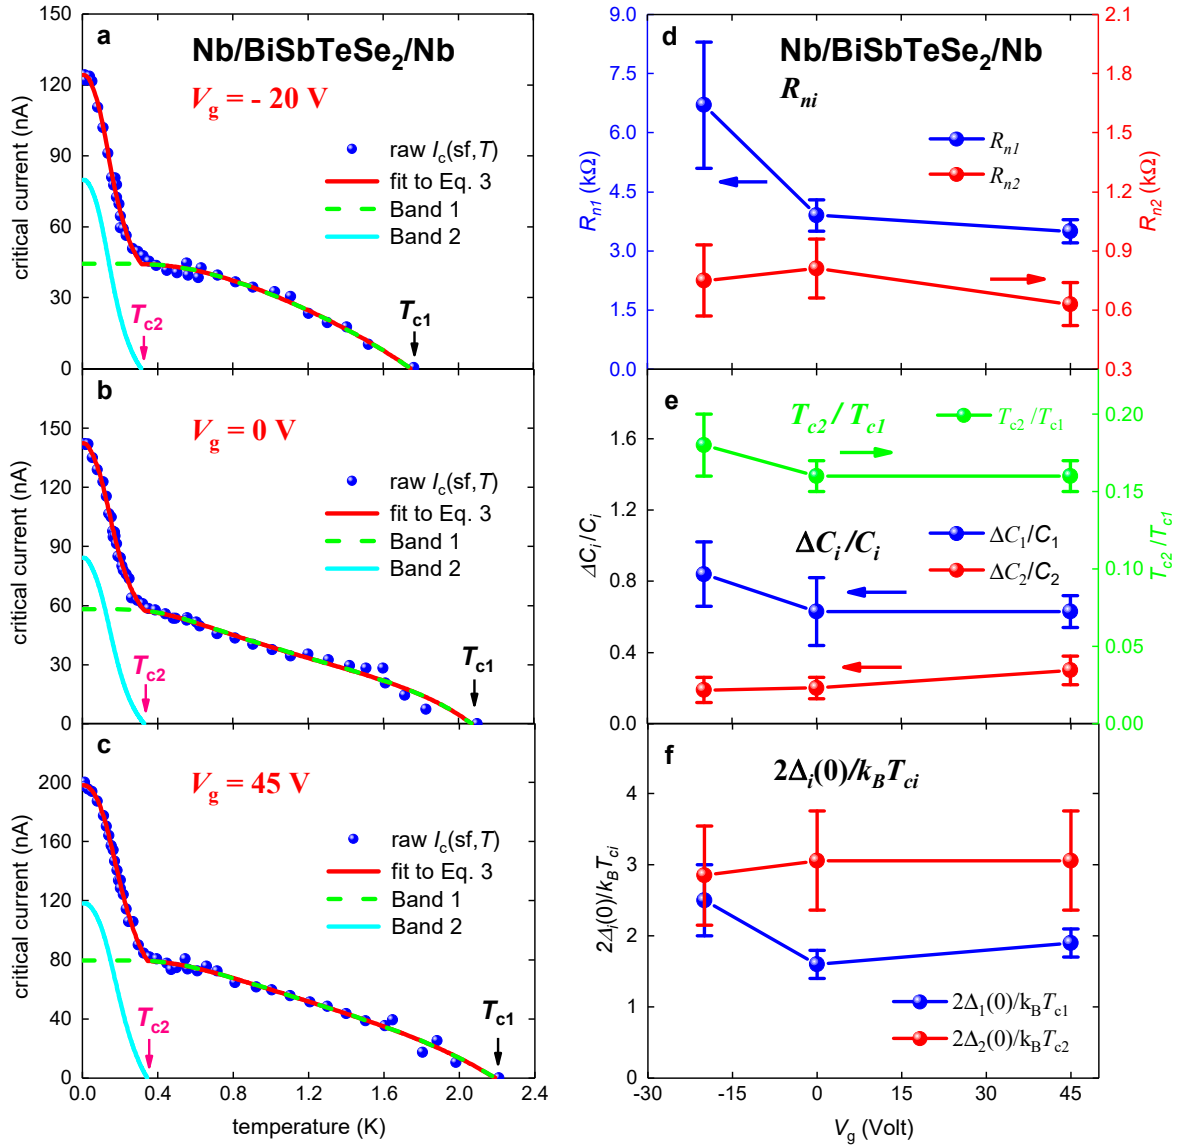 a
Nb/BiSbTeSe2/Nb
Vg = - 20 V
raw Ic(sf,T)
fit to Eq. 3
Band 1
Band 2
Tc2
Tc1
critical current (nA)
150
120
90
60
30
0
b
Vg = 0 V
raw Ic(sf,T)
fit to Eq. 3
Band 1
Band 2
Tc2
Tc1
critical current (nA)
150
120
90
60
30
0
c
Vg = 45 V
raw Ic(sf,T)
fit to Eq. 3
Band 1
Band 2
Tc2
Tc1
critical current (nA)
200
160
120
80
40
0
0.0 0.4 0.8 1.2 1.6 2.0 2.4
temperature (K)
d
Nb/BiSbTeSe2/Nb
Rni
Rn1
Rn2
Rn1 (kΩ)
9.0
7.5
6.0
4.5
3.0
1.5
0.0
Rn2 (kΩ)
2.1
1.8
1.5
1.2
0.9
0.6
0.3
e
Tc2 / Tc1
Tc2 /Tc1
ΔCi /Ci
ΔC1/C1
ΔC2/C2
ΔCi/Ci
1.6
1.2
0.8
0.4
0.0
Tc2 /Tc1
0.20
0.15
0.10
0.05
0.00
f
2Δi(0)/kBTci
2Δ1(0)/kBTc1
2Δ2(0)/kBTc2
2Δi(0)/kBTci
4
3
2
1
0
-30 -15 0 15 30 45
Vg (Volt)